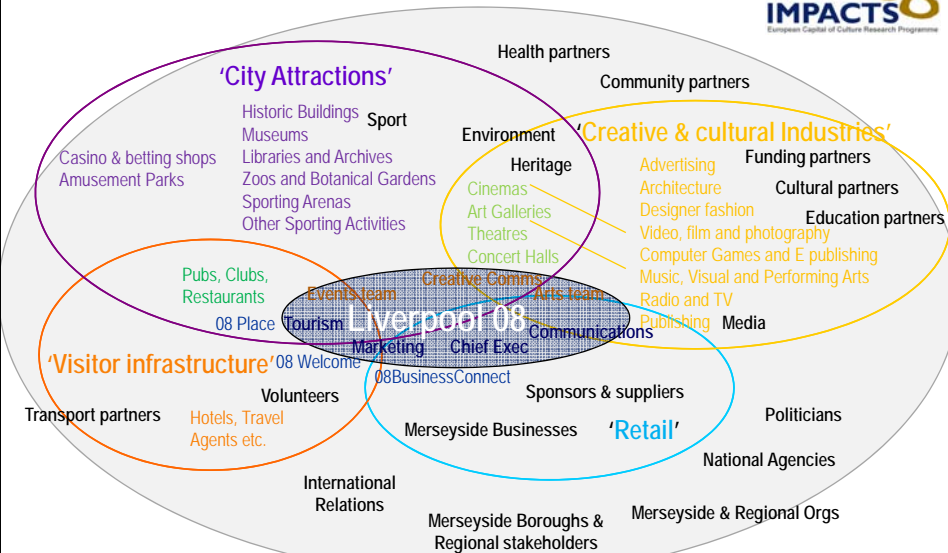 IMPACTS 08
European Capital of Culture Research Programme
Health partners
Community partners
'City Attractions'
Historic Buildings
Museums
Libraries and Archives
Zoos and Botanical Gardens
Sporting Arenas
Other Sporting Activities
Sport
Casino & betting shops
Amusement Parks
Environment
Heritage
Cinemas
Art Galleries
Theatres
Concert Halls
'Creative & cultural Industries'
Advertising
Architecture
Designer fashion
Video, film and photography
Computer Games and E publishing
Music, Visual and Performing Arts
Radio and TV
Publishing
Media
Funding partners
Cultural partners
Education partners
Pubs, Clubs,
Restaurants
Events team
Creative Comms
Arts team
08 Place
Tourism
Liverpool 08
Communications
Marketing
Chief Exec
'Visitor infrastructure'
08 Welcome
08BusinessConnect
Volunteers
Transport partners
Hotels, Travel
Agents etc.
Sponsors & suppliers
Merseyside Businesses
'Retail'
Politicians
National Agencies
International
Relations
Merseyside Boroughs &
Regional stakeholders
Merseyside & Regional Orgs